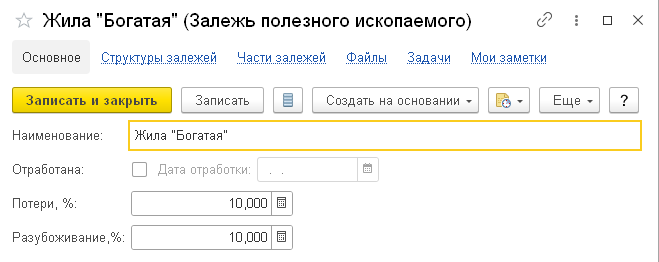 Жила "Богатая" (Залежь полезного ископаемого)
Основное Структуры залежей Части залежей Файлы Задачи Мои заметки
Записать и закрыть Записать Создать на основании Еще ?
Наименование: Жила "Богатая"
Отработана: Дата отработки: . .
Потери, %: 10,000
Разубоживание,%: 10,000